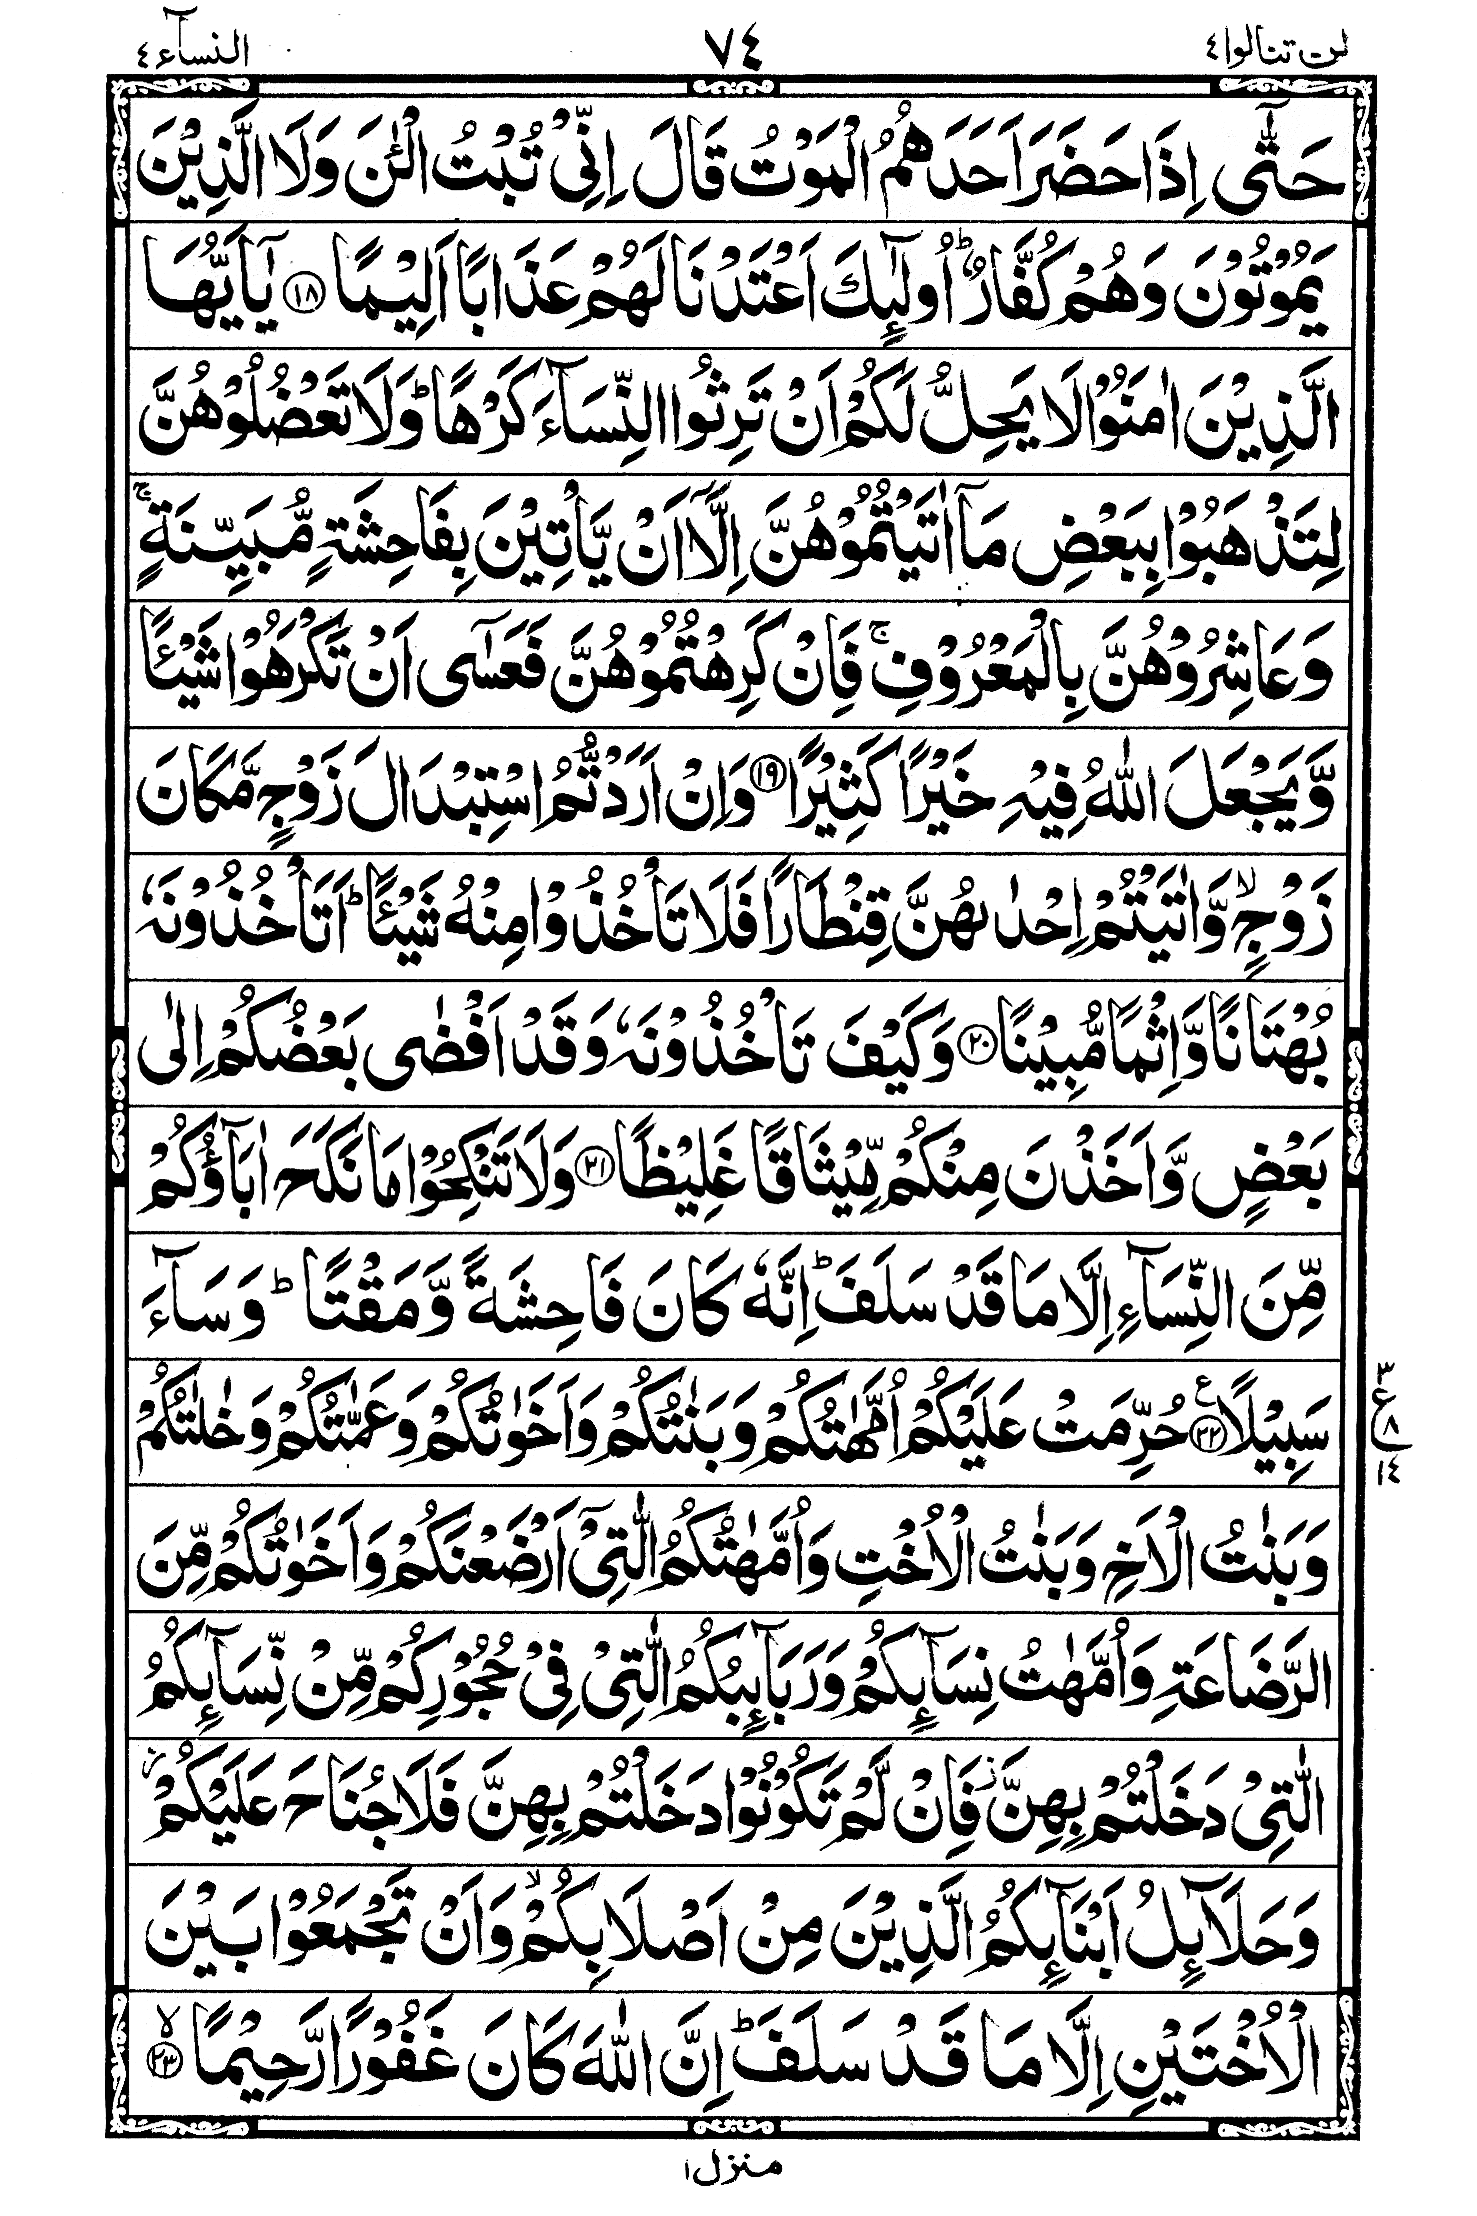 لن تنالوا ٤ ٧٤ النسآء ٤
حَتّٰٓى اِذَا حَضَرَ اَحَدَهُمُ الْمَوْتُ قَالَ اِنِّىْ تُبْتُ الْـٰٔنَ وَلَا الَّذِيْنَ
يَمُوْتُوْنَ وَهُمْ كُفَّارٌ ؕ اُولٰٓئِكَ اَعْتَدْنَا لَهُمْ عَذَابًا اَلِيْمًا ⁠۝١٨ يٰۤاَيُّهَا
الَّذِيْنَ اٰمَنُوْا لَا يَحِلُّ لَكُمْ اَنْ تَرِثُوا النِّسَآءَ كَرْهًا ؕ وَلَا تَعْضُلُوْهُنَّ
لِتَذْهَبُوْا بِبَعْضِ مَاۤ اٰتَيْتُمُوْهُنَّ اِلَّاۤ اَنْ يَّاْتِيْنَ بِفَاحِشَةٍ مُّبَيِّنَةٍ ۚ
وَعَاشِرُوْهُنَّ بِالْمَعْرُوْفِ ۚ فَاِنْ كَرِهْتُمُوْهُنَّ فَعَسٰٓى اَنْ تَكْرَهُوْا شَيْـًٔا
وَّيَجْعَلَ اللّٰهُ فِيْهِ خَيْرًا كَثِيْرًا ۝١٩ وَاِنْ اَرَدْتُّمُ اسْتِبْدَالَ زَوْجٍ مَّكَانَ
زَوْجٍ ۙ وَّاٰتَيْتُمْ اِحْدٰىهُنَّ قِنْطَارًا فَلَا تَاْخُذُوْا مِنْهُ شَيْـًٔا ؕ اَتَاْخُذُوْنَهٗ
بُهْتَانًا وَّاِثْمًا مُّبِيْنًا ۝٢٠ وَكَيْفَ تَاْخُذُوْنَهٗ وَقَدْ اَفْضٰى بَعْضُكُمْ اِلٰى
بَعْضٍ وَّاَخَذْنَ مِنْكُمْ مِّيْثَاقًا غَلِيْظًا ۝٢١ وَلَا تَنْكِحُوْا مَا نَكَحَ اٰبَآؤُكُمْ
مِّنَ النِّسَآءِ اِلَّا مَا قَدْ سَلَفَ ؕ اِنَّهٗ كَانَ فَاحِشَةً وَّمَقْتًا ؕ وَسَآءَ
سَبِيْلًا ۝٢٢ ع حُرِّمَتْ عَلَيْكُمْ اُمَّهٰتُكُمْ وَبَنٰتُكُمْ وَاَخَوٰتُكُمْ وَعَمّٰتُكُمْ وَخٰلٰتُكُمْ
٣ ع ٨ ١٤
وَبَنٰتُ الْاَخِ وَبَنٰتُ الْاُخْتِ وَاُمَّهٰتُكُمُ الّٰتِىْۤ اَرْضَعْنَكُمْ وَاَخَوٰتُكُمْ مِّنَ
الرَّضَاعَةِ وَاُمَّهٰتُ نِسَآئِكُمْ وَرَبَآئِبُكُمُ الّٰتِىْ فِىْ حُجُوْرِكُمْ مِّنْ نِّسَآئِكُمُ
الّٰتِىْ دَخَلْتُمْ بِهِنَّ ز فَاِنْ لَّمْ تَكُوْنُوْا دَخَلْتُمْ بِهِنَّ فَلَا جُنَاحَ عَلَيْكُمْ ز
وَحَلَآئِلُ اَبْنَآئِكُمُ الَّذِيْنَ مِنْ اَصْلَابِكُمْ ۙ وَاَنْ تَجْمَعُوْا بَيْنَ
الْاُخْتَيْنِ اِلَّا مَا قَدْ سَلَفَ ؕ اِنَّ اللّٰهَ كَانَ غَفُوْرًا رَّحِيْمًا ۝٢٣ ۙ
منزل ١